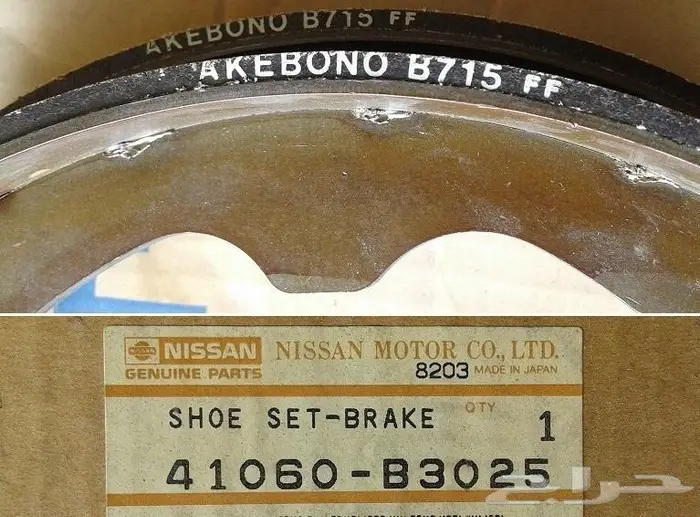 AKEBONO B715 FF
AKEBONO B715 FF
NISSAN NISSAN MOTOR CO., LTD.
GENUINE PARTS 8203 MADE IN JAPAN
SHOE SET-BRAKE QTY 1
41060-B3025
حراج